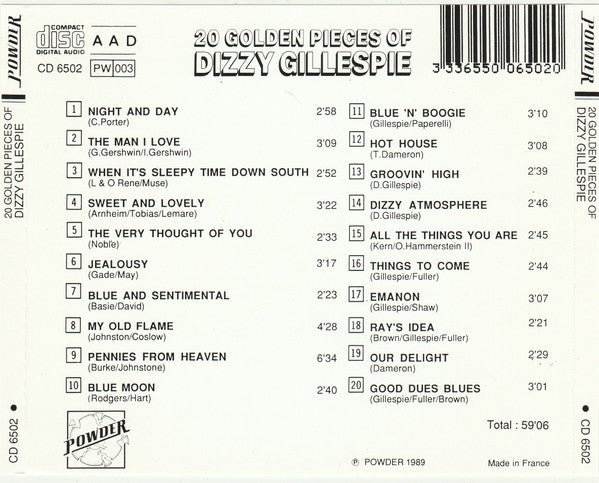 COMPACT
disc
DIGITAL AUDIO
A A D
CD 6502
PW 003
20 GOLDEN PIECES OF
DIZZY GILLESPIE
3 336550 065020
1 NIGHT AND DAY 2'58
(C.Porter)
2 THE MAN I LOVE 3'09
(G.Gershwin/I.Gershwin)
3 WHEN IT'S SLEEPY TIME DOWN SOUTH 2'52
(L & O Rene/Muse)
4 SWEET AND LOVELY 3'22
(Arnheim/Tobias/Lemare)
5 THE VERY THOUGHT OF YOU 2'33
(Noble)
6 JEALOUSY 3'17
(Gade/May)
7 BLUE AND SENTIMENTAL 2'23
(Basie/David)
8 MY OLD FLAME 4'28
(Johnston/Coslow)
9 PENNIES FROM HEAVEN 6'34
(Burke/Johnstone)
10 BLUE MOON 2'40
(Rodgers/Hart)
11 BLUE 'N' BOOGIE 3'10
(Gillespie/Paperelli)
12 HOT HOUSE 3'08
(T.Dameron)
13 GROOVIN' HIGH 2'39
(D.Gillespie)
14 DIZZY ATMOSPHERE 2'46
(D.Gillespie)
15 ALL THE THINGS YOU ARE 2'45
(Kern/O.Hammerstein II)
16 THINGS TO COME 2'44
(Gillespie/Fuller)
17 EMANON 3'07
(Gillespie/Shaw)
18 RAY'S IDEA 2'21
(Brown/Gillespie/Fuller)
19 OUR DELIGHT 2'29
(Dameron)
20 GOOD DUES BLUES 3'01
(Gillespie/Fuller/Brown)
Total : 59'06
POWDER
℗ POWDER 1989
Made in France
POWDER
20 GOLDEN PIECES OF
DIZZY GILLESPIE
CD 6502
POWDER
20 GOLDEN PIECES OF
DIZZY GILLESPIE
CD 6502